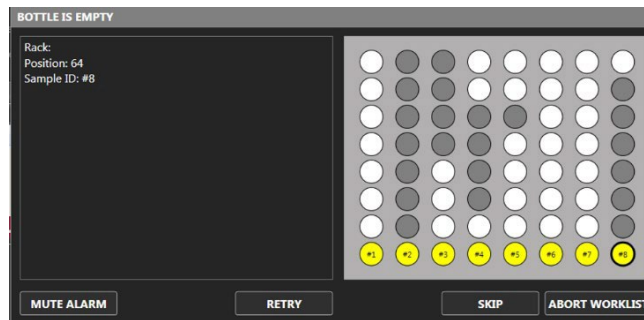 BOTTLE IS EMPTY
Rack:
Position: 64
Sample ID: #8
#1 #2 #3 #4 #5 #6 #7 #8
MUTE ALARM RETRY SKIP ABORT WORKLIST